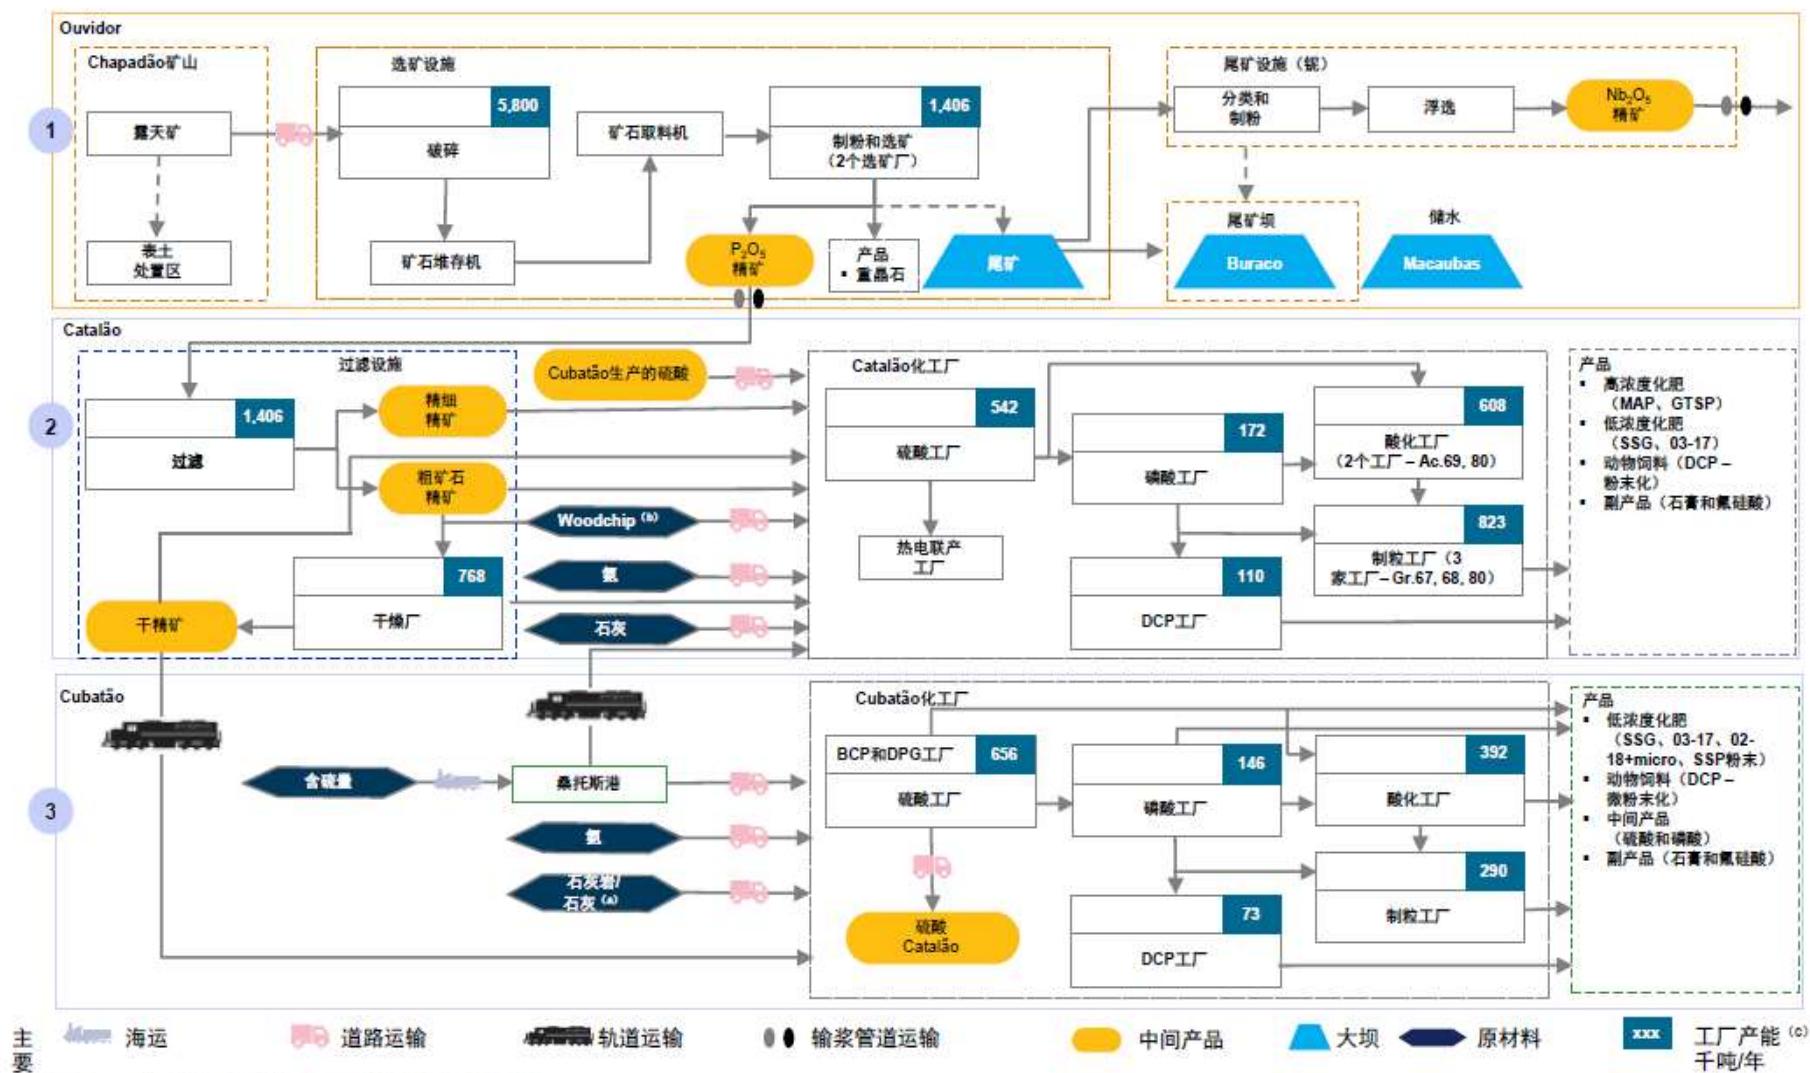 Ouvidor
Chapadão矿山
选矿设施
尾矿设施（铌）
1
露天矿
5,800
破碎
矿石取料机
1,406
制粉和选矿
（2个选矿厂）
分类和
制粉
浮选
Nb₂O₅
精矿
表土
处置区
矿石堆存机
P₂O₅
精矿
产品
▪ 重晶石
尾矿
尾矿坝
Buraco
储水
Macaubas
Catalão
过滤设施
2
1,406
过滤
精细
精矿
粗矿石
精矿
768
干燥厂
干精矿
Cubatão生产的硫酸
Woodchip (b)
氨
石灰
Catalão化工厂
542
硫酸工厂
热电联产
工厂
172
磷酸工厂
110
DCP工厂
608
酸化工厂
（2个工厂 – Ac.69, 80）
823
制粒工厂（3
家工厂– Gr.67, 68, 80）
产品
▪ 高浓度化肥
（MAP、GTSP）
▪ 低浓度化肥
（SSG、03-17）
▪ 动物饲料（DCP –
粉末化）
▪ 副产品（石膏和氟硅酸）
Cubatão
3
含硫量
桑托斯港
氨
石灰岩/
石灰 (a)
Cubatão化工厂
BCP和DPG工厂
656
硫酸工厂
硫酸
Catalão
146
磷酸工厂
73
DCP工厂
392
酸化工厂
290
制粒工厂
产品
▪ 低浓度化肥
（SSG、03-17、02-
18+micro、SSP粉末）
▪ 动物饲料（DCP –
微粉末化）
▪ 中间产品
（硫酸和磷酸）
▪ 副产品（石膏和氟硅酸）
主
要
海运
道路运输
轨道运输
输浆管道运输
中间产品
大坝
原材料
xxx
工厂产能 (c)
千吨/年